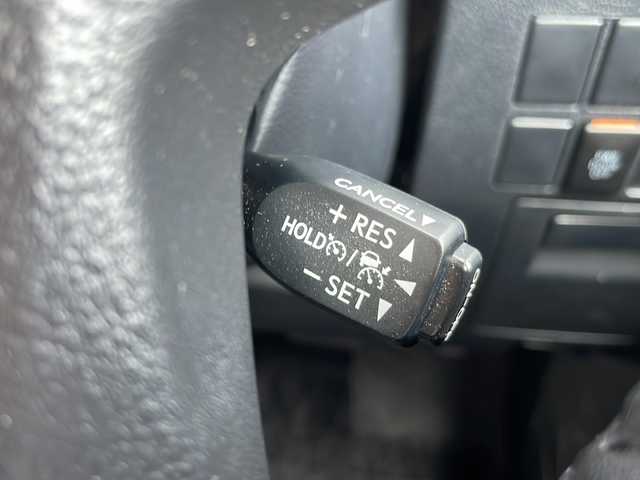 CANCEL▼
+ RES ▲
HOLD /
− SET ▼